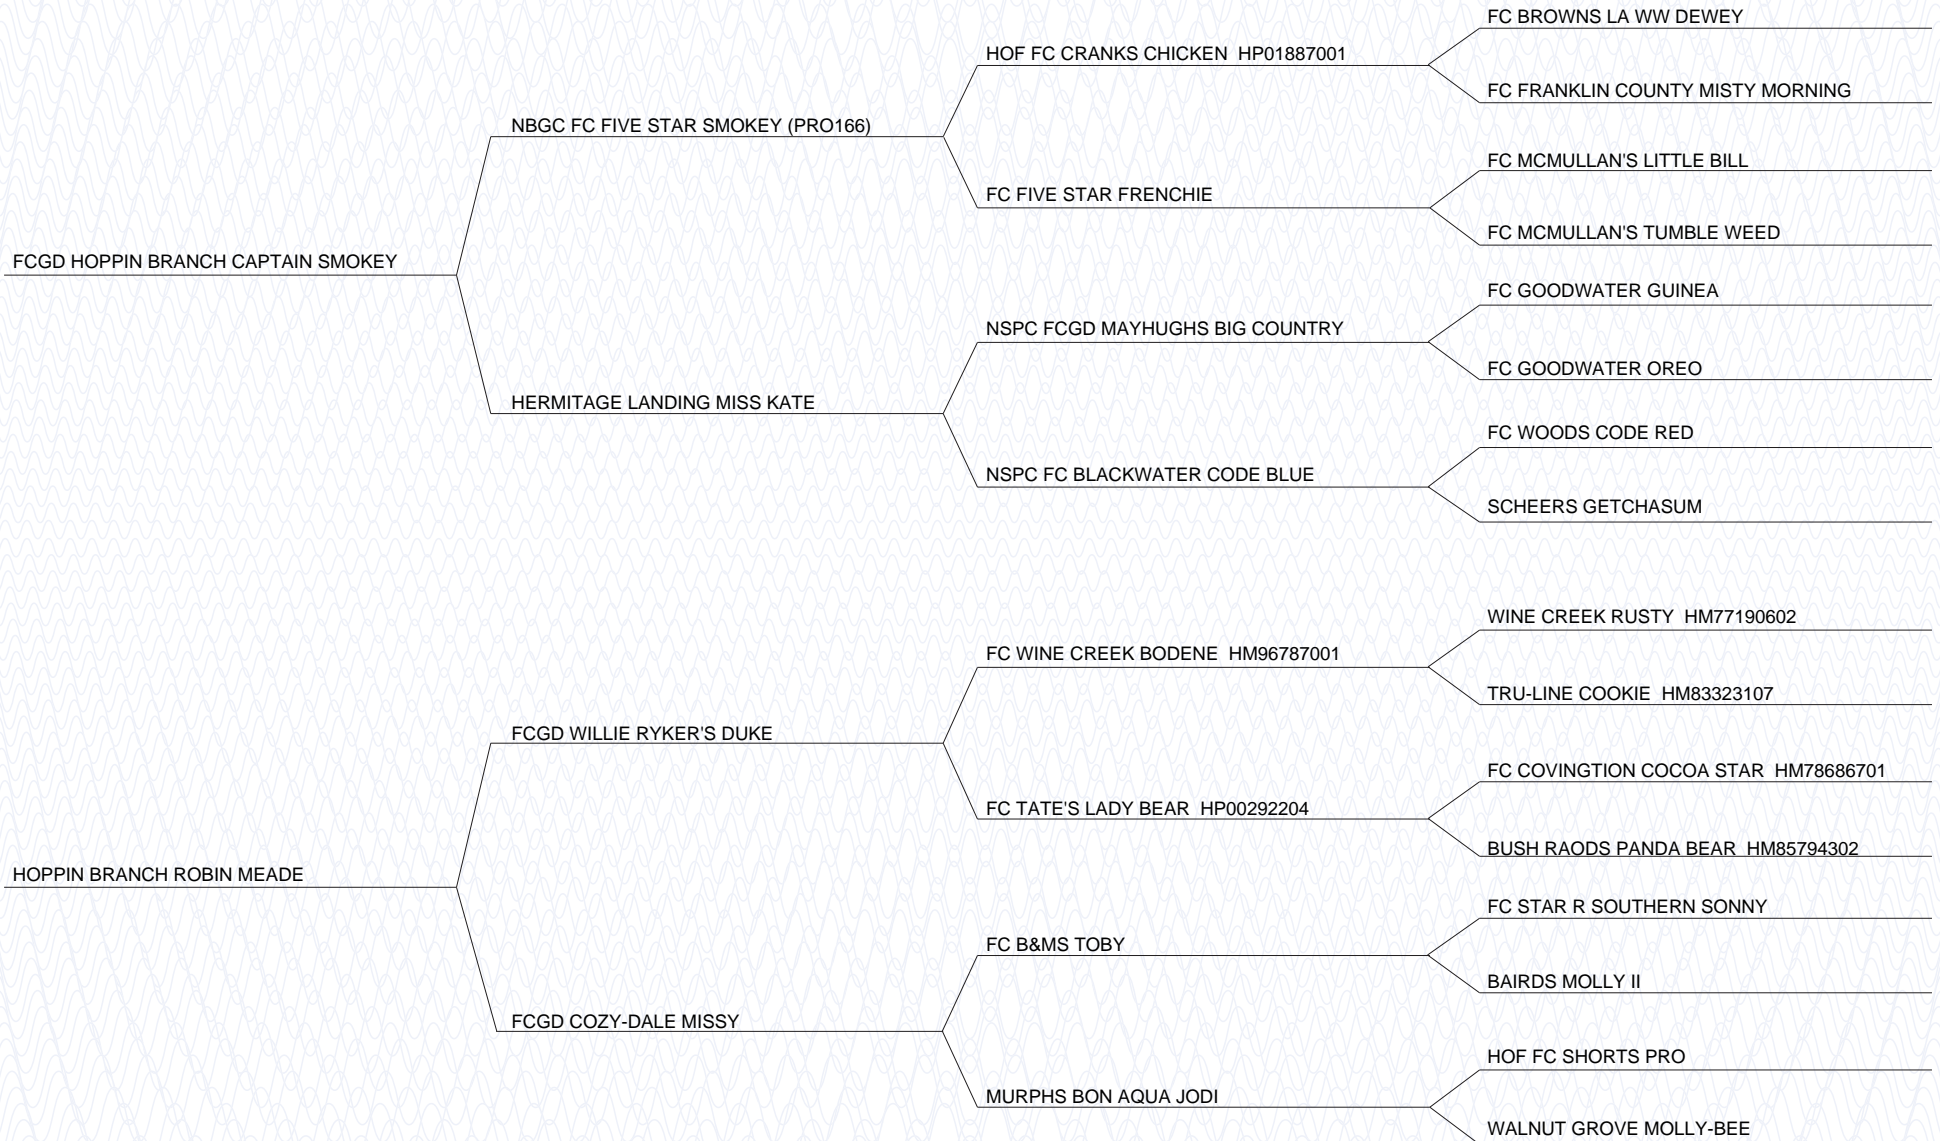 FC BROWNS LA WW DEWEY
HOF FC CRANKS CHICKEN  HP01887001
FC FRANKLIN COUNTY MISTY MORNING
NBGC FC FIVE STAR SMOKEY (PRO166)
FC MCMULLAN'S LITTLE BILL
FC FIVE STAR FRENCHIE
FC MCMULLAN'S TUMBLE WEED
FCGD HOPPIN BRANCH CAPTAIN SMOKEY
FC GOODWATER GUINEA
NSPC FCGD MAYHUGHS BIG COUNTRY
FC GOODWATER OREO
HERMITAGE LANDING MISS KATE
FC WOODS CODE RED
NSPC FC BLACKWATER CODE BLUE
SCHEERS GETCHASUM
WINE CREEK RUSTY  HM77190602
FC WINE CREEK BODENE  HM96787001
TRU-LINE COOKIE  HM83323107
FCGD WILLIE RYKER'S DUKE
FC COVINGTION COCOA STAR  HM78686701
FC TATE'S LADY BEAR  HP00292204
BUSH RAODS PANDA BEAR  HM85794302
HOPPIN BRANCH ROBIN MEADE
FC STAR R SOUTHERN SONNY
FC B&MS TOBY
BAIRDS MOLLY II
FCGD COZY-DALE MISSY
HOF FC SHORTS PRO
MURPHS BON AQUA JODI
WALNUT GROVE MOLLY-BEE